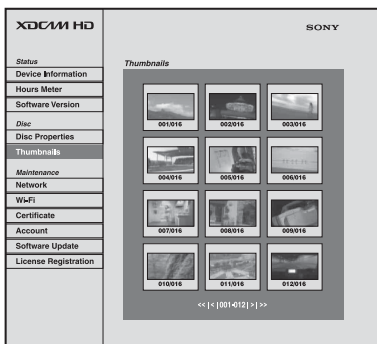 XDCAM HD
SONY
Status
Device Information
Hours Meter
Software Version
Disc
Disc Properties
Thumbnails
Maintenance
Network
Wi-Fi
Certificate
Account
Software Update
License Registration
Thumbnails
001/016 002/016 003/016
004/016 005/016 006/016
007/016 008/016 009/016
010/016 011/016 012/016
<< | < | 001-012 | > | >>